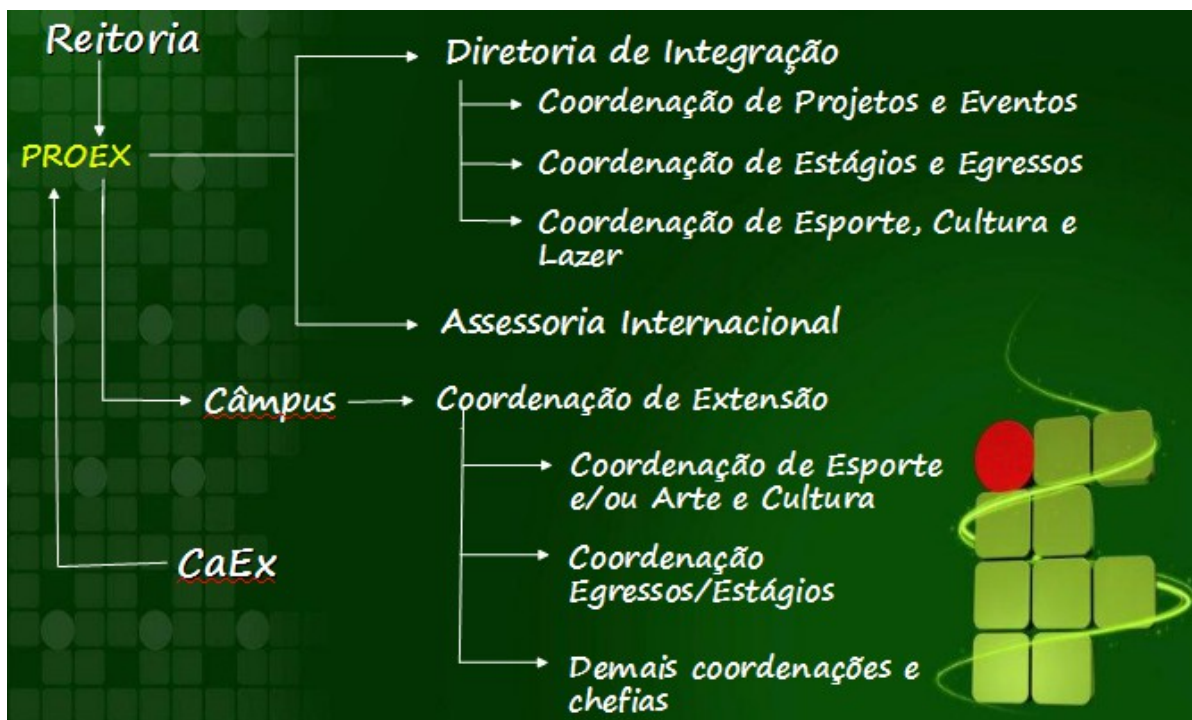 Reitoria
PROEX
Diretoria de Integração
Coordenação de Projetos e Eventos
Coordenação de Estágios e Egressos
Coordenação de Esporte, Cultura e
Lazer
Assessoria Internacional
Câmpus
Coordenação de Extensão
Coordenação de Esporte
e/ou Arte e Cultura
Coordenação
Egressos/Estágios
Demais coordenações e
chefias
CaEx